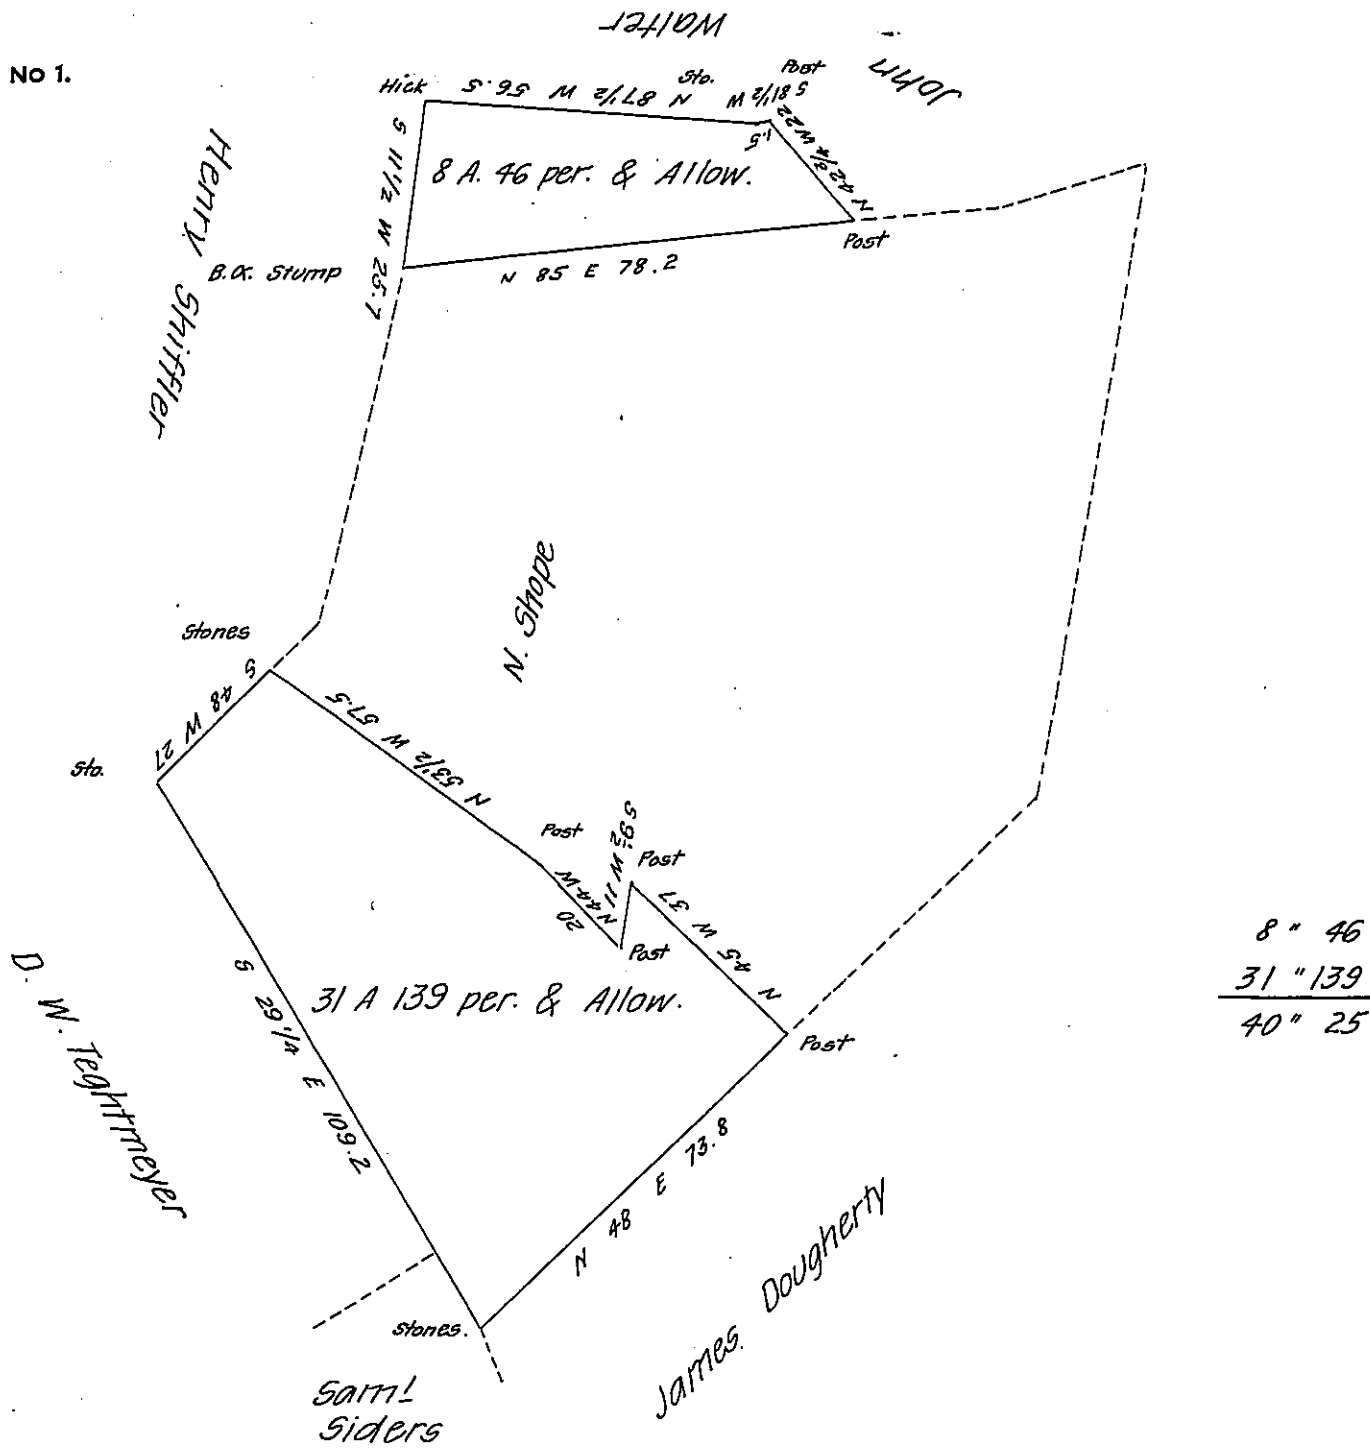 No 1.
John Walter
Hick
N 87 1/2 W 56.5
Sto.
S 81 1/2 W
1.5
Post
N 42 3/4 W 22
8 A. 46 per. & Allow.
S 11 1/2 W 25.7
Post
N 85 E 78.2
B.O. Stump
Henry Shiffler
N. Shope
Stones
S 48 W 27
Sto.
N 53 1/2 W 57.5
Post
N 44 W
20
S 9 1/2 W 11
Post
Post
N 45 W 37
Post
31 A 139 per. & Allow.
S 29 1/4 E 109.2
N 48 E 73.8
D. W. Teghtmeyer
James. Dougherty
Stones.
Saml
Siders
8 " 46
31 " 139
40 " 25